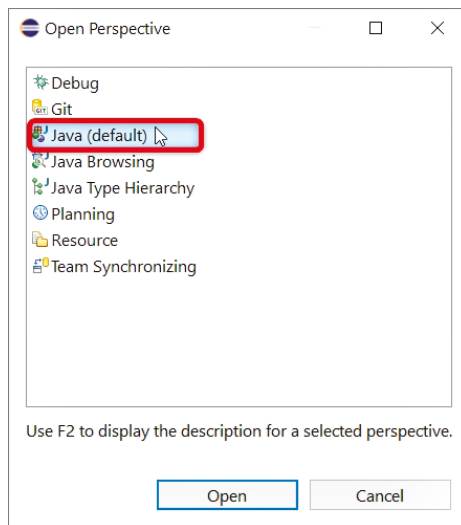 Open Perspective
Debug
Git
Java (default)
Java Browsing
Java Type Hierarchy
Planning
Resource
Team Synchronizing
Use F2 to display the description for a selected perspective.
Open Cancel